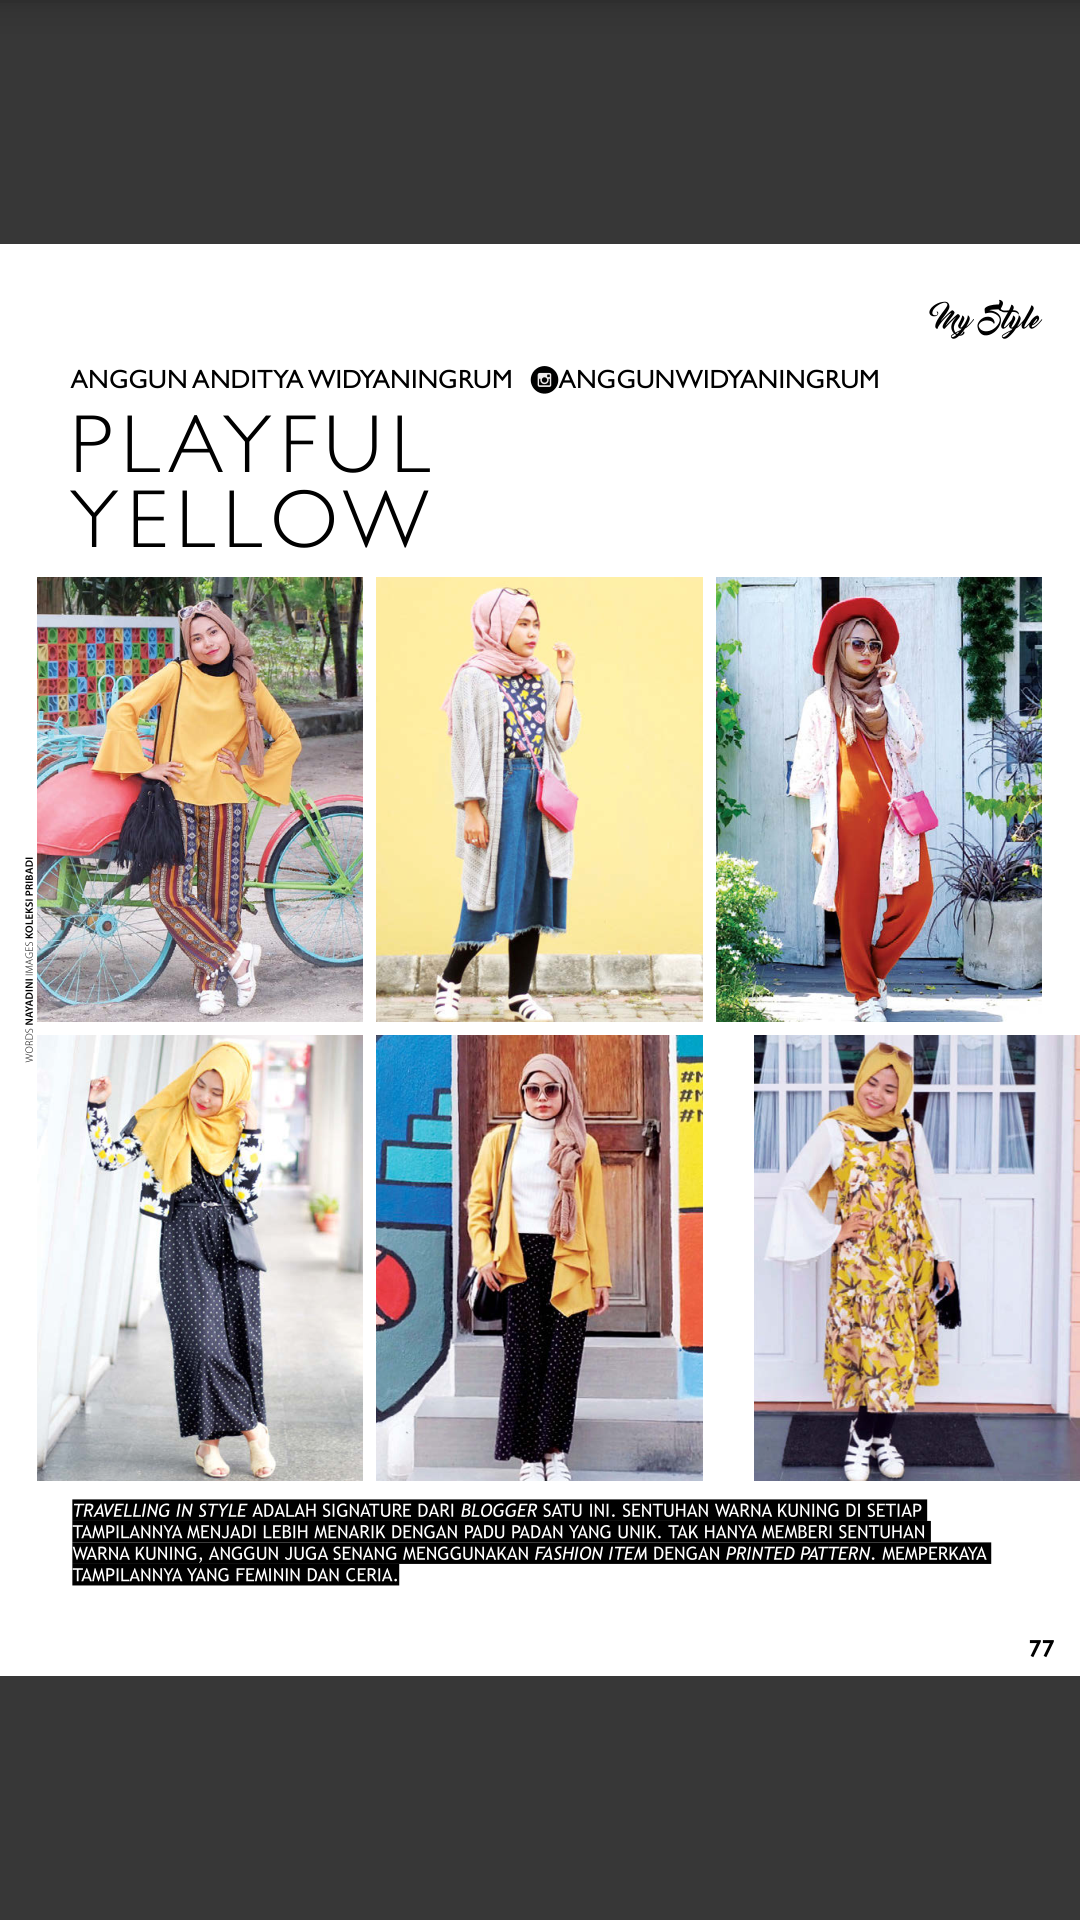 My Style
ANGGUN ANDITYA WIDYANINGRUM ANGGUNWIDYANINGRUM
PLAYFUL
YELLOW
WORDS NAYADINI IMAGES KOLEKSI PRIBADI
#M
#M
#M
TRAVELLING IN STYLE ADALAH SIGNATURE DARI BLOGGER SATU INI. SENTUHAN WARNA KUNING DI SETIAP
TAMPILANNYA MENJADI LEBIH MENARIK DENGAN PADU PADAN YANG UNIK. TAK HANYA MEMBERI SENTUHAN
WARNA KUNING, ANGGUN JUGA SENANG MENGGUNAKAN FASHION ITEM DENGAN PRINTED PATTERN. MEMPERKAYA
TAMPILANNYA YANG FEMININ DAN CERIA.
77